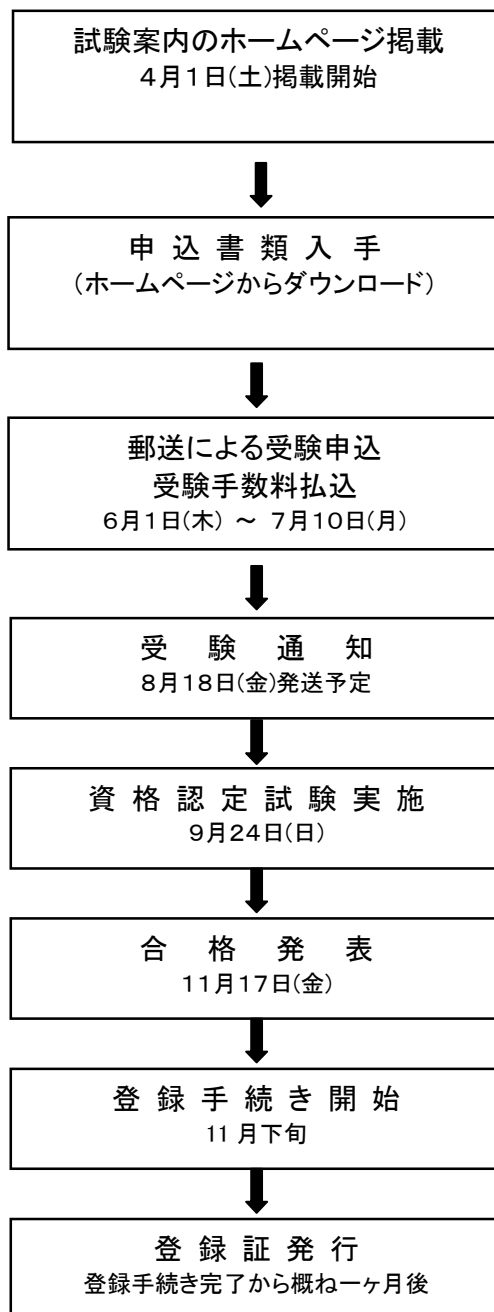 試験案内のホームページ掲載
４月１日(土)掲載開始
申込書類入手
(ホームページからダウンロード)
郵送による受験申込
受験手数料払込
６月１日(木) ～ ７月１０日(月)
受験通知
８月１８日(金)発送予定
資格認定試験実施
９月２４日(日)
合格発表
１１月１７日(金)
登録手続き開始
11 月下旬
登録証発行
登録手続き完了から概ね一ヶ月後